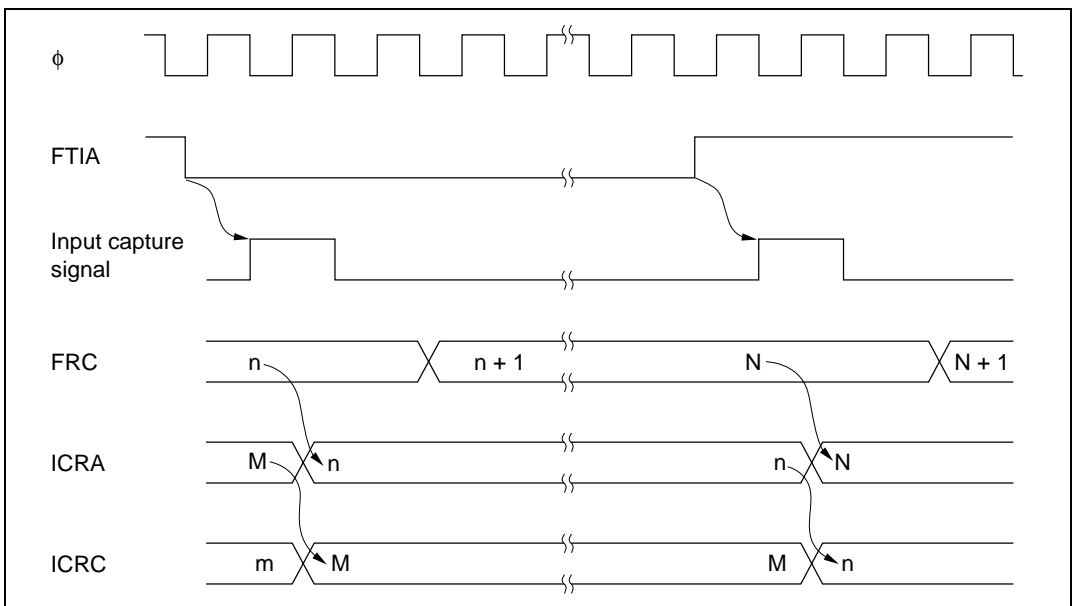 ϕ
FTIA
Input capture
signal
FRC n n + 1 N N + 1
ICRA M n n N
ICRC m M M n